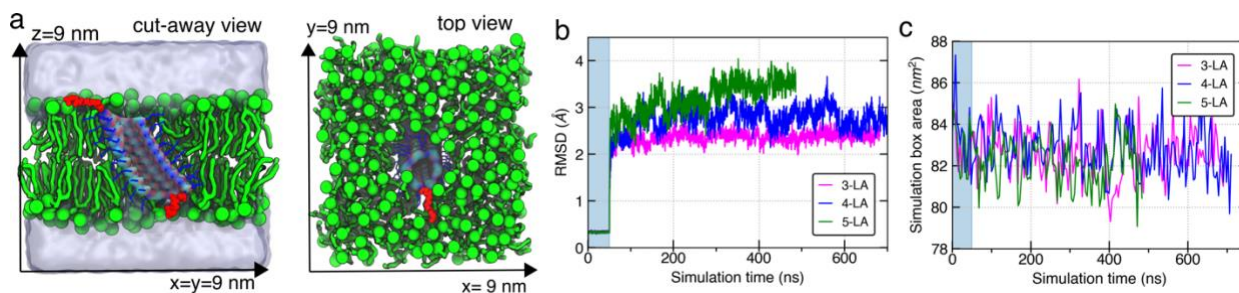 a
cut-away view
z=9 nm
x=y=9 nm
top view
y=9 nm
x= 9 nm
b
RMSD (Å)
5
4
3
2
1
0
0 200 400 600
Simulation time (ns)
3-LA
4-LA
5-LA
c
Simulation box area (nm²)
88
86
84
82
80
78
0 200 400 600
Simulation time (ns)
3-LA
4-LA
5-LA